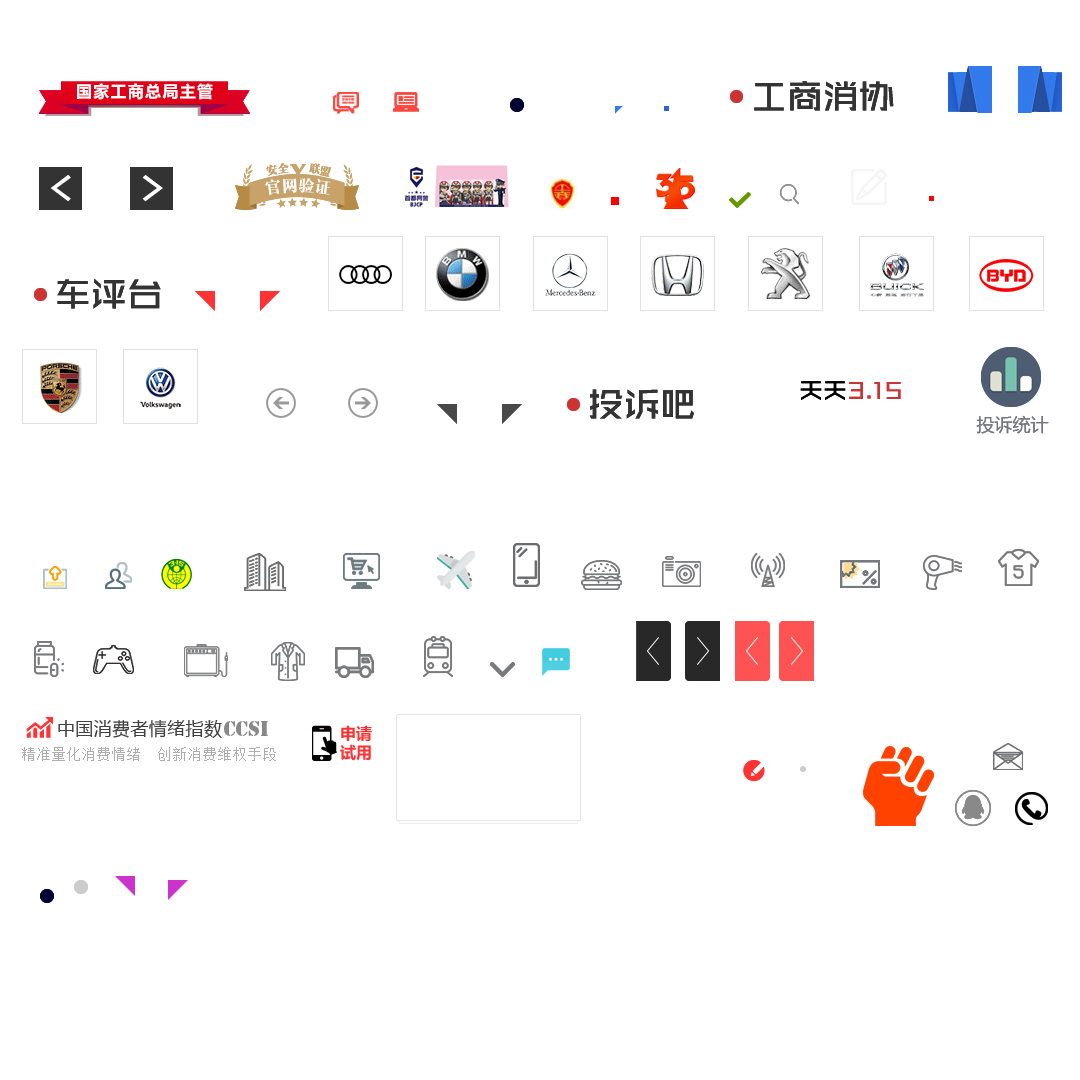 国家工商总局主管
工商消协
安全 联盟
官网验证
首都网警
BJCP
315
车评台
BMW
Mercedes-Benz
BUICK
BYD
PORSCHE
Volkswagen
投诉吧
天天3.15
投诉统计
315
5
中国消费者情绪指数CCSI
精准量化消费情绪 创新消费维权手段
申请
试用